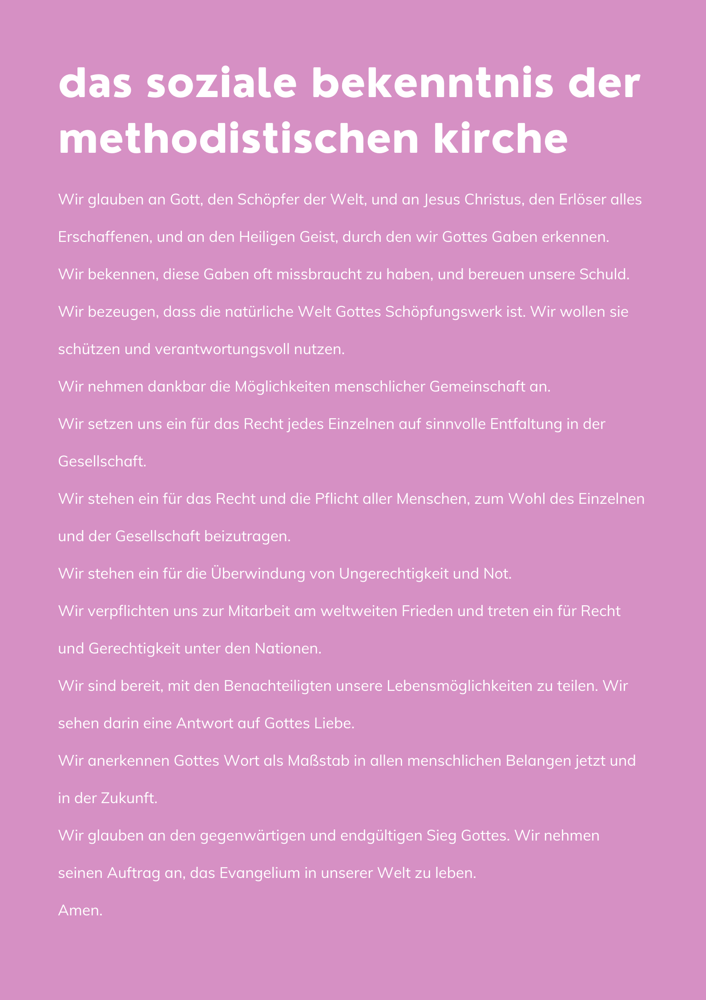 das soziale bekenntnis der
methodistischen kirche
Wir glauben an Gott, den Schöpfer der Welt, und an Jesus Christus, den Erlöser alles
Erschaffenen, und an den Heiligen Geist, durch den wir Gottes Gaben erkennen.
Wir bekennen, diese Gaben oft missbraucht zu haben, und bereuen unsere Schuld.
Wir bezeugen, dass die natürliche Welt Gottes Schöpfungswerk ist. Wir wollen sie
schützen und verantwortungsvoll nutzen.
Wir nehmen dankbar die Möglichkeiten menschlicher Gemeinschaft an.
Wir setzen uns ein für das Recht jedes Einzelnen auf sinnvolle Entfaltung in der
Gesellschaft.
Wir stehen ein für das Recht und die Pflicht aller Menschen, zum Wohl des Einzelnen
und der Gesellschaft beizutragen.
Wir stehen ein für die Überwindung von Ungerechtigkeit und Not.
Wir verpflichten uns zur Mitarbeit am weltweiten Frieden und treten ein für Recht
und Gerechtigkeit unter den Nationen.
Wir sind bereit, mit den Benachteiligten unsere Lebensmöglichkeiten zu teilen. Wir
sehen darin eine Antwort auf Gottes Liebe.
Wir anerkennen Gottes Wort als Maßstab in allen menschlichen Belangen jetzt und
in der Zukunft.
Wir glauben an den gegenwärtigen und endgültigen Sieg Gottes. Wir nehmen
seinen Auftrag an, das Evangelium in unserer Welt zu leben.
Amen.